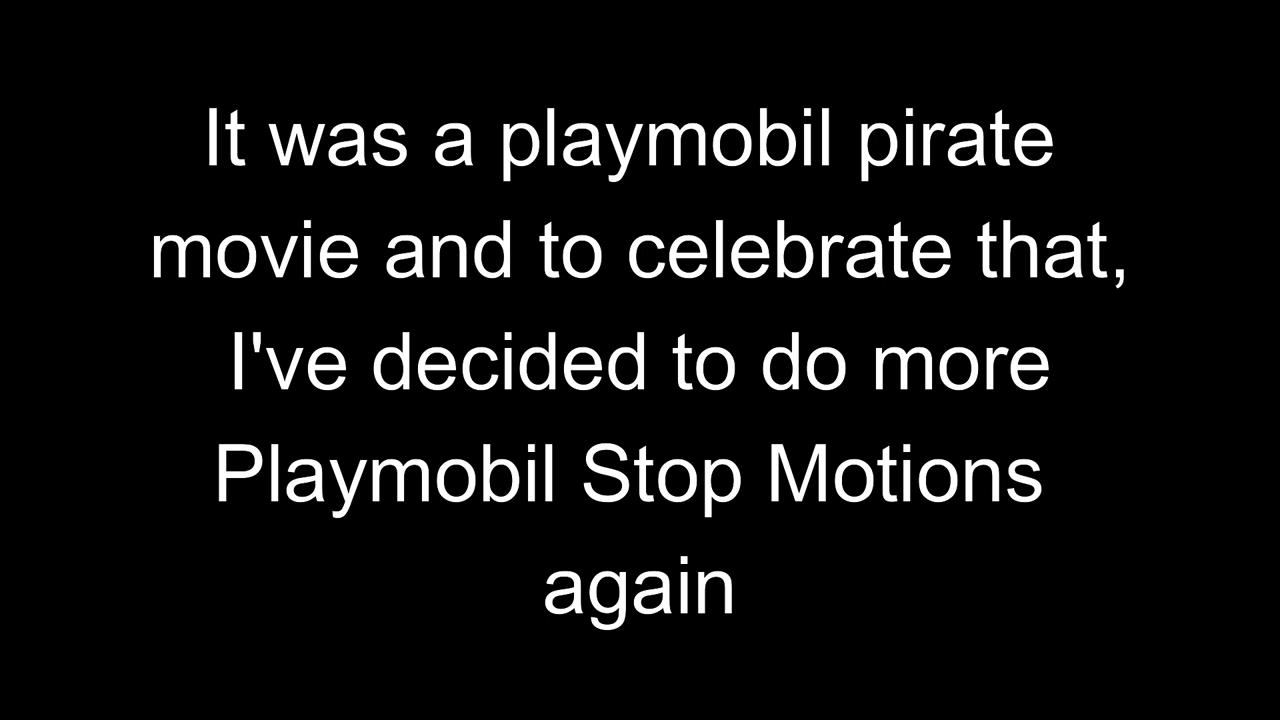 It was a playmobil pirate
movie and to celebrate that,
I've decided to do more
Playmobil Stop Motions
again